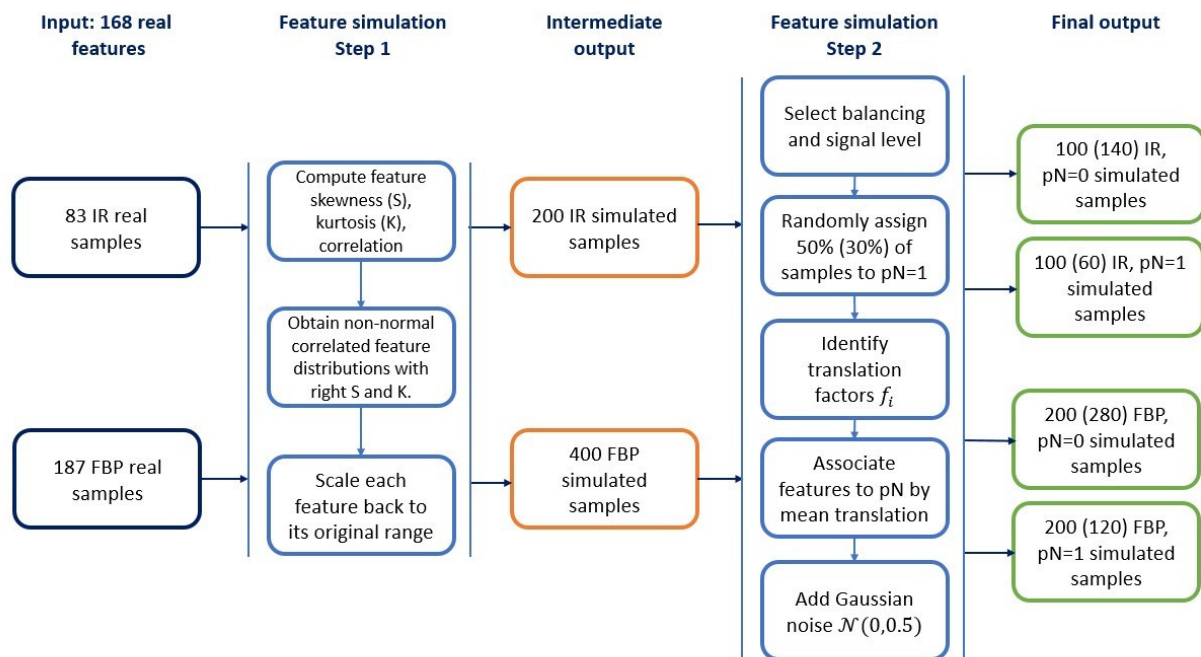 Input: 168 real
features
Feature simulation
Step 1
Intermediate
output
Feature simulation
Step 2
Final output
83 IR real
samples
187 FBP real
samples
Compute feature
skewness (S),
kurtosis (K),
correlation
Obtain non-normal
correlated feature
distributions with
right S and K.
Scale each
feature back to
its original range
200 IR simulated
samples
400 FBP
simulated
samples
Select balancing
and signal level
Randomly assign
50% (30%) of
samples to pN=1
Identify
translation
factors fᵢ
Associate
features to pN by
mean translation
Add Gaussian
noise 𝒩(0,0.5)
100 (140) IR,
pN=0 simulated
samples
100 (60) IR, pN=1
simulated
samples
200 (280) FBP,
pN=0 simulated
samples
200 (120) FBP,
pN=1 simulated
samples